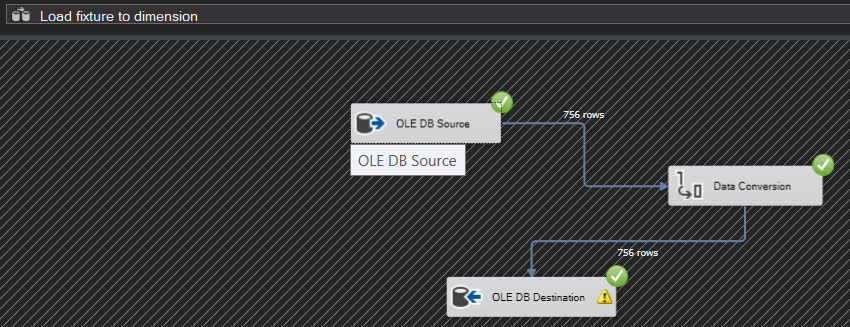 Load fixture to dimension
OLE DB Source
756 rows
OLE DB Source
Data Conversion
756 rows
OLE DB Destination